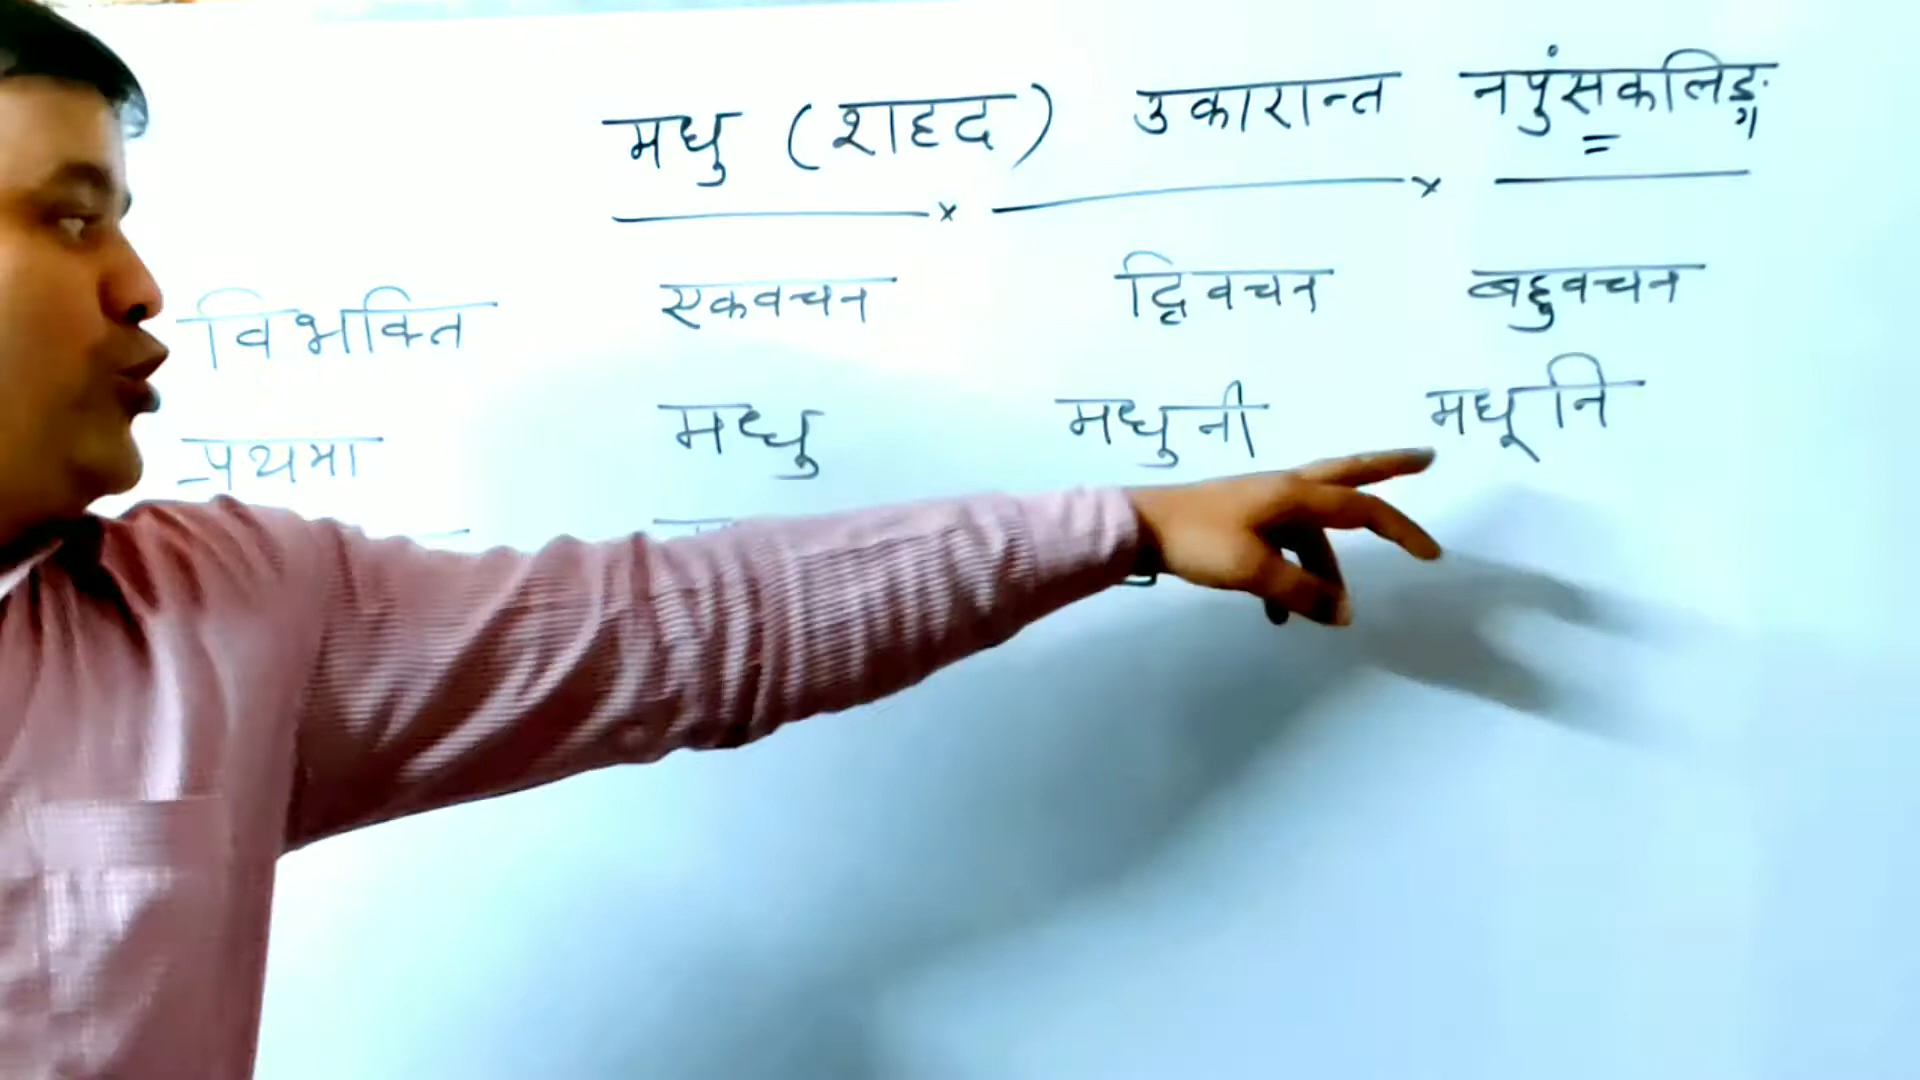 मधु (शहद) उकारान्त नपुंसकलिङ्ग
विभक्ति एकवचन द्विवचन बहुवचन
प्रथमा मधु मधुनी मधूनि